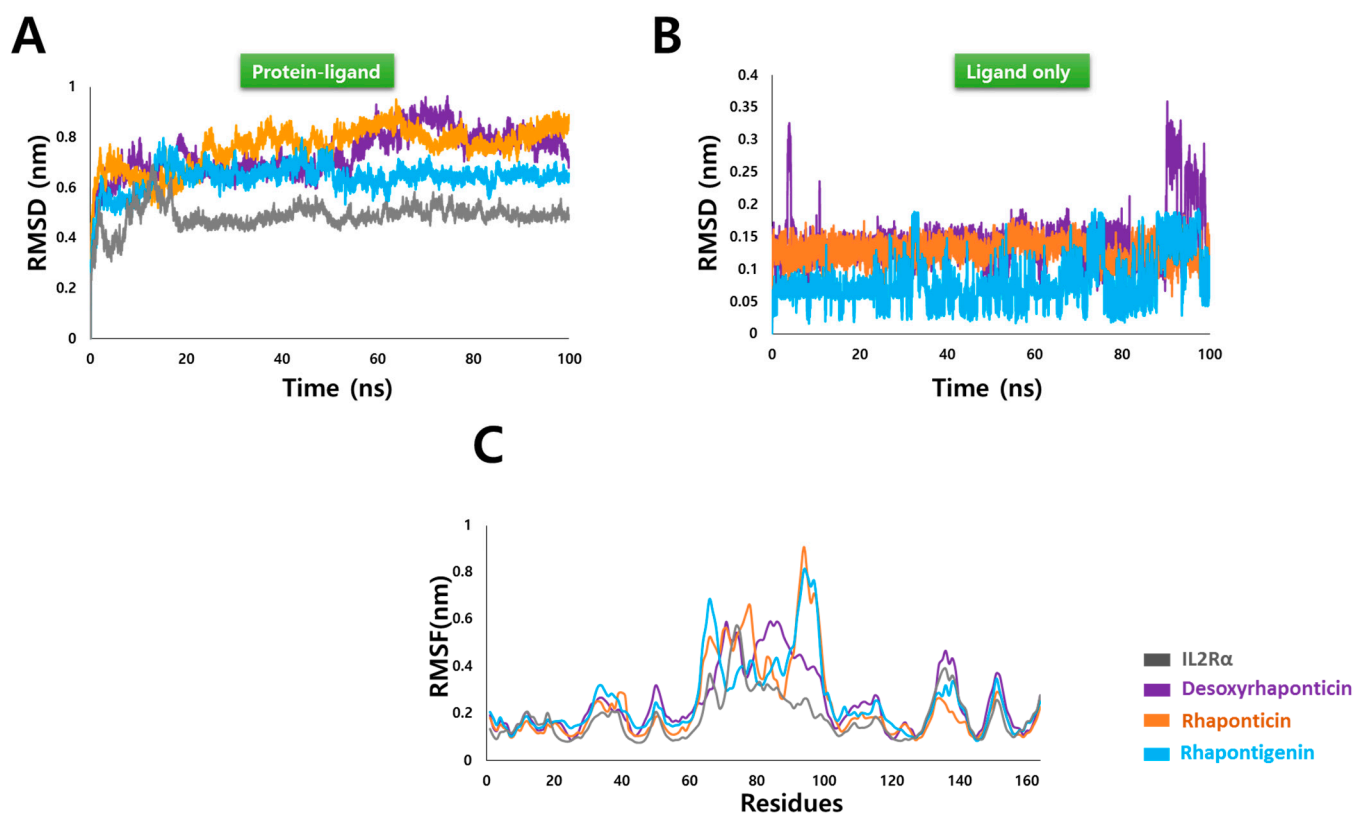 A
Protein-ligand
RMSD (nm)
1
0.8
0.6
0.4
0.2
0
0 20 40 60 80 100
Time (ns)
B
Ligand only
RMSD (nm)
0.4
0.35
0.3
0.25
0.2
0.15
0.1
0.05
0
0 20 40 60 80 100
Time (ns)
C
RMSF(nm)
1
0.8
0.6
0.4
0.2
0
0 20 40 60 80 100 120 140 160
Residues
IL2Rα
Desoxyrhaponticin
Rhaponticin
Rhapontigenin